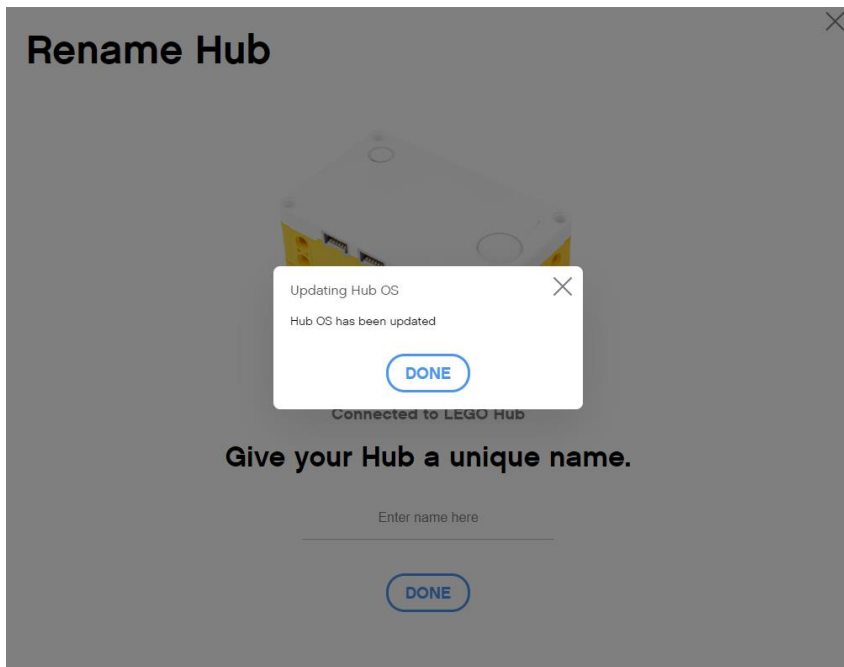 Rename Hub
Updating Hub OS
Hub OS has been updated
DONE
Connected to LEGO Hub
Give your Hub a unique name.
Enter name here
DONE